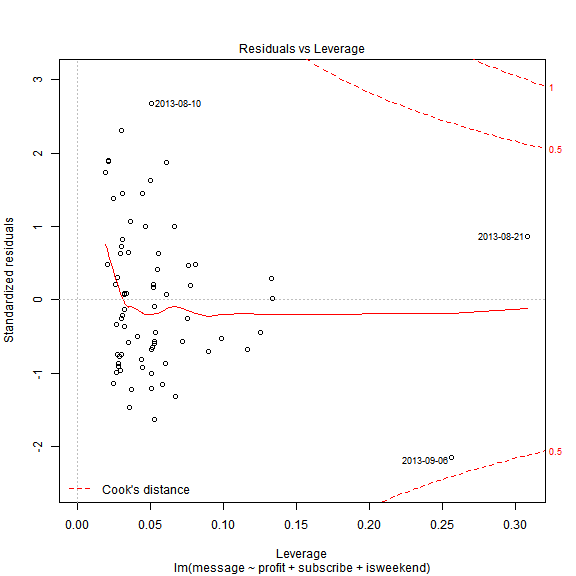 Residuals vs Leverage
Standardized residuals
3
2
1
0
-1
-2
2013-08-10
2013-08-21
2013-09-06
1
0.5
0.5
Cook's distance
0.00 0.05 0.10 0.15 0.20 0.25 0.30
Leverage
lm(message ~ profit + subscribe + isweekend)